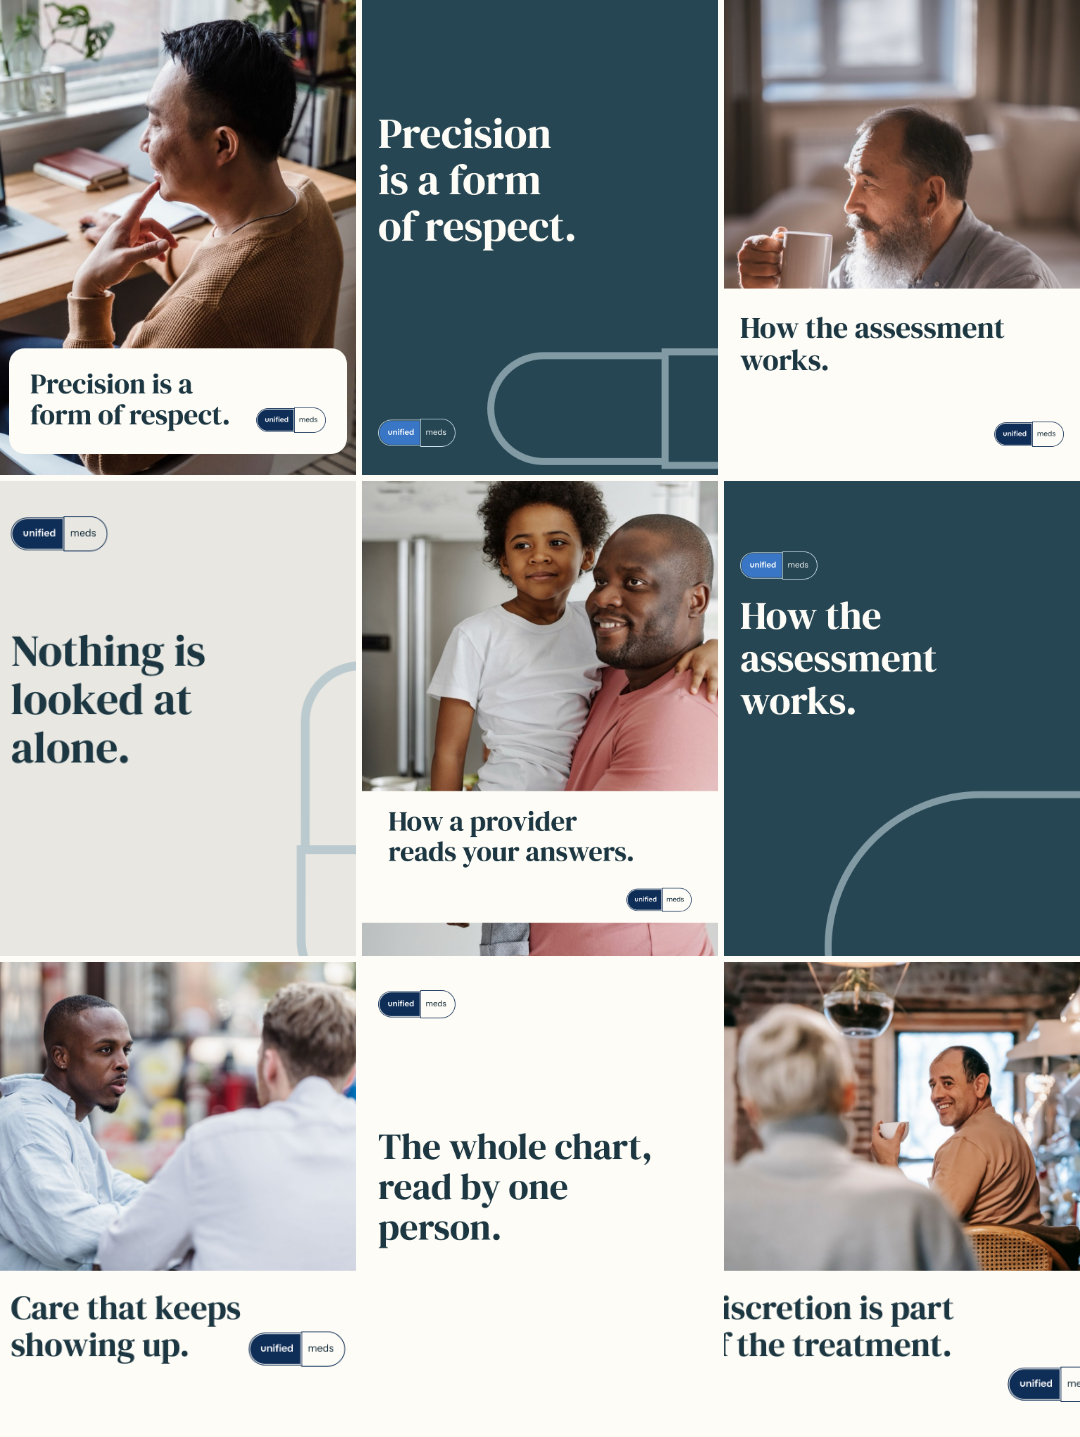 Precision is a
form of respect.
unified meds
Precision
is a form
of respect.
unified meds
How the assessment
works.
unified meds
unified meds
Nothing is
looked at
alone.
How a provider
reads your answers.
unified meds
unified meds
How the
assessment
works.
Care that keeps
showing up.
unified meds
unified meds
The whole chart,
read by one
person.
iscretion is part
f the treatment.
unified me